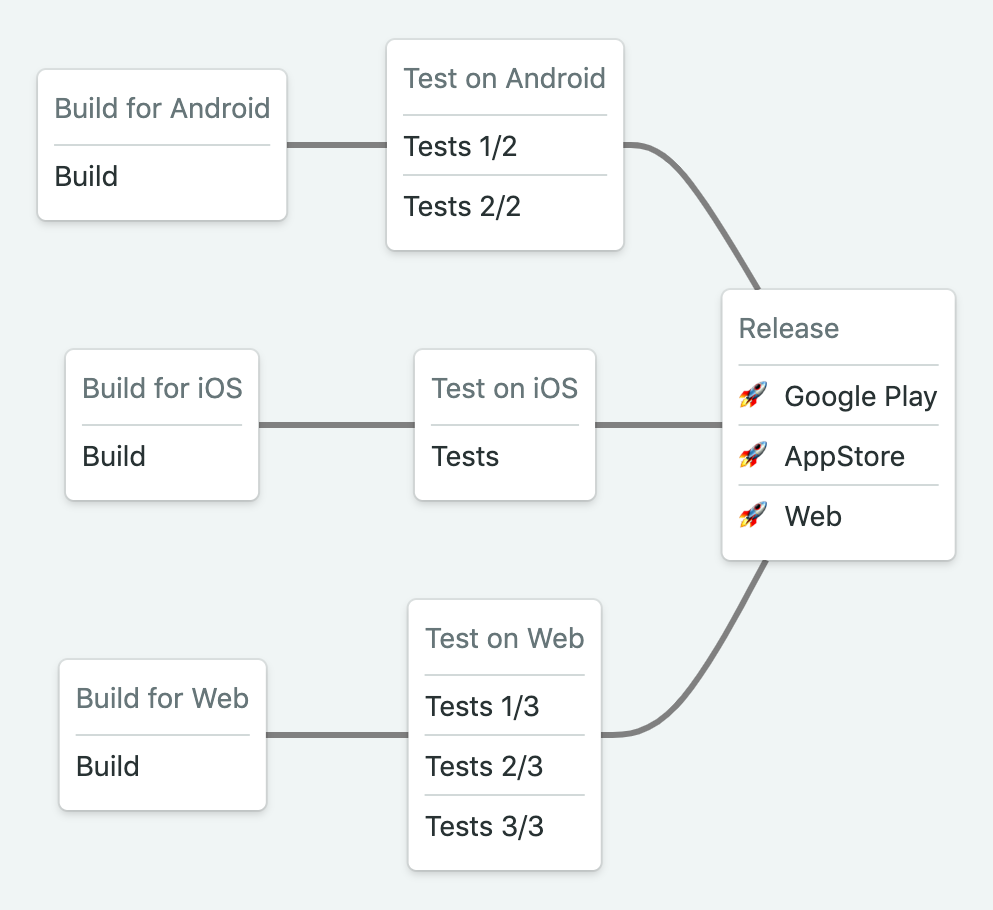 Build for Android
Build
Test on Android
Tests 1/2
Tests 2/2
Build for iOS
Build
Test on iOS
Tests
Build for Web
Build
Test on Web
Tests 1/3
Tests 2/3
Tests 3/3
Release
🚀 Google Play
🚀 AppStore
🚀 Web